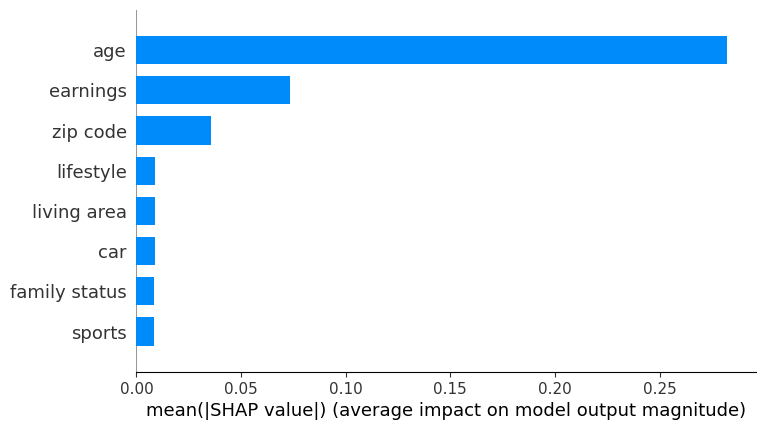 age
earnings
zip code
lifestyle
living area
car
family status
sports
0.00 0.05 0.10 0.15 0.20 0.25
mean(|SHAP value|) (average impact on model output magnitude)